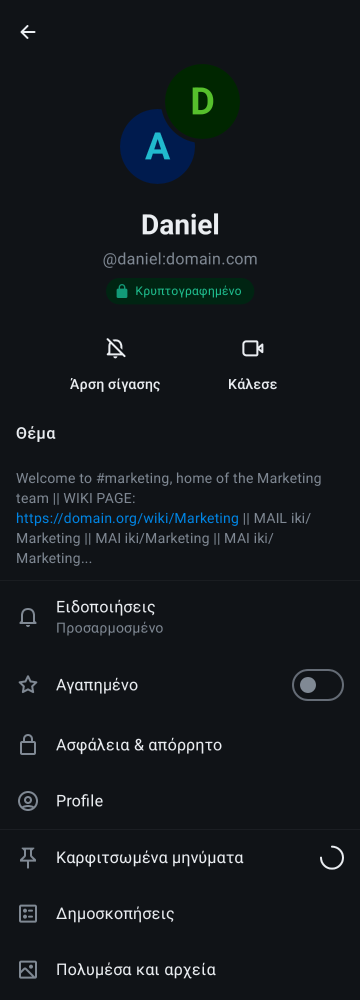 D
A
Daniel
@daniel:domain.com
Κρυπτογραφημένο
Άρση σίγασης
Κάλεσε
Θέμα
Welcome to #marketing, home of the Marketing
team || WIKI PAGE:
https://domain.org/wiki/Marketing || MAIL iki/
Marketing || MAI iki/Marketing || MAI iki/
Marketing...
Ειδοποιήσεις
Προσαρμοσμένο
Αγαπημένο
Ασφάλεια & απόρρητο
Profile
Καρφιτσωμένα μηνύματα
Δημοσκοπήσεις
Πολυμέσα και αρχεία